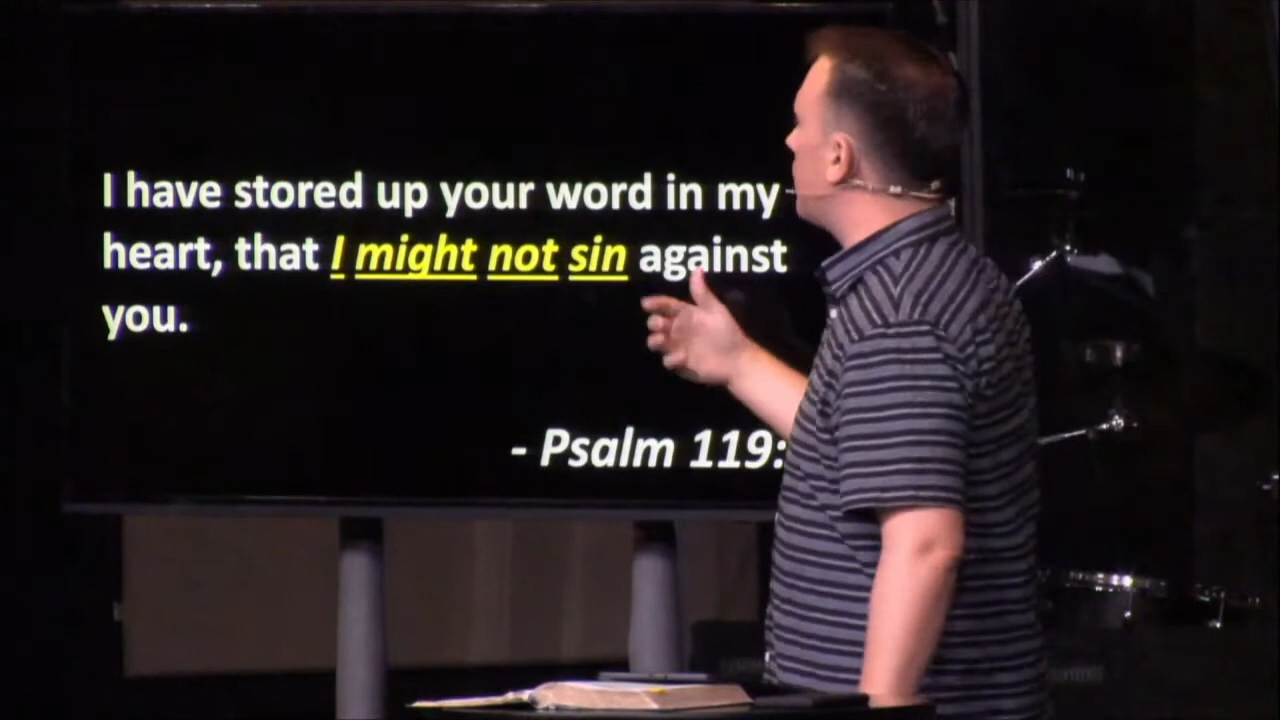 I have stored up your word in my
heart, that I might not sin against
you.
- Psalm 119: